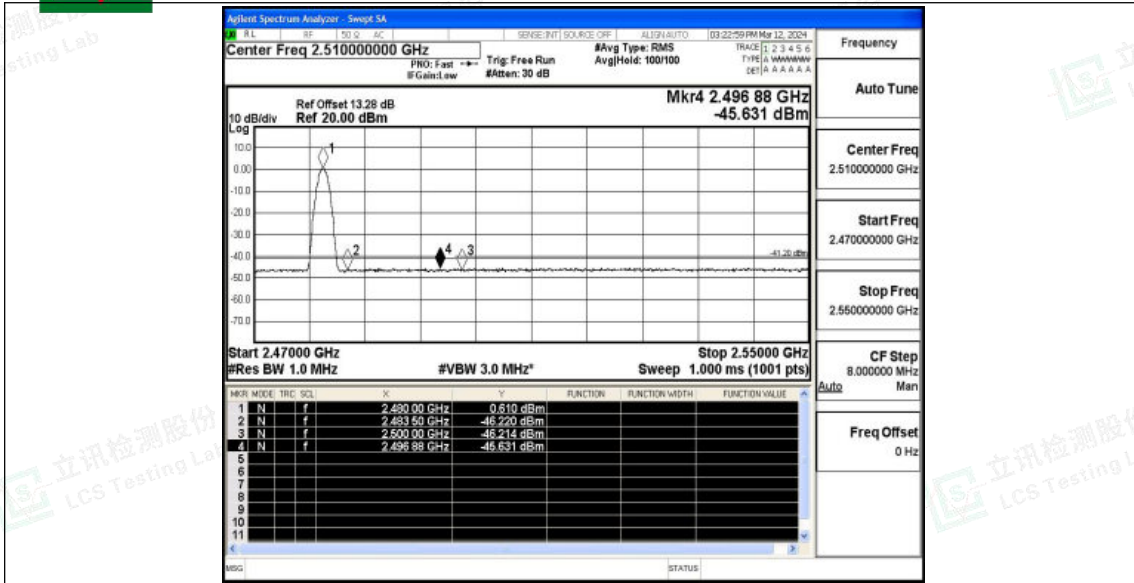 Agilent Spectrum Analyzer - Swept SA
RL RF 50 Ω AC SENSE:INT SOURCE OFF ALIGN AUTO 03:22:59 PM Mar 12, 2024
Center Freq 2.510000000 GHz
PNO: Fast
IFGain:Low
Trig: Free Run
#Atten: 30 dB
#Avg Type: RMS
Avg|Hold: 100/100
TRACE 1 2 3 4 5 6
TYPE A WWWWW
DET A A A A A A
Mkr4 2.496 88 GHz
-45.631 dBm
Ref Offset 13.28 dB
Ref 20.00 dBm
10 dB/div
Log
10.0
0.00
-10.0
-20.0
-30.0
-40.0
-50.0
-60.0
-70.0
1
2
4
3
-41.20 dBm
Start 2.47000 GHz
Stop 2.55000 GHz
#Res BW 1.0 MHz
#VBW 3.0 MHz*
Sweep 1.000 ms (1001 pts)
MKR MODE TRC SCL X Y FUNCTION FUNCTION WIDTH FUNCTION VALUE
1 N f 2.480 00 GHz 0.610 dBm
2 N f 2.483 50 GHz -46.220 dBm
3 N f 2.500 00 GHz -46.214 dBm
4 N f 2.496 88 GHz -45.631 dBm
5
6
7
8
9
10
11
MSG
STATUS
Frequency
Auto Tune
Center Freq
2.510000000 GHz
Start Freq
2.470000000 GHz
Stop Freq
2.550000000 GHz
CF Step
8.000000 MHz
Auto Man
Freq Offset
0 Hz
立讯检测股份
LCS Testing Lab
立讯检测股份
LCS Testing L